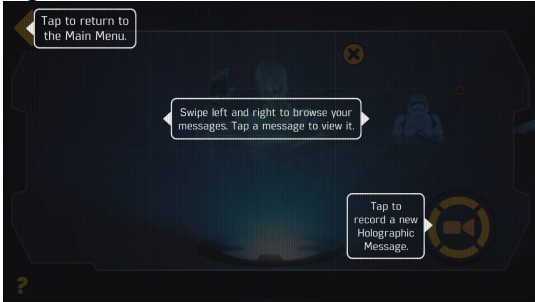 Tap to return to
the Main Menu.
Swipe left and right to browse your
messages. Tap a message to view it.
Tap to
record a new
Holographic
Message.
?